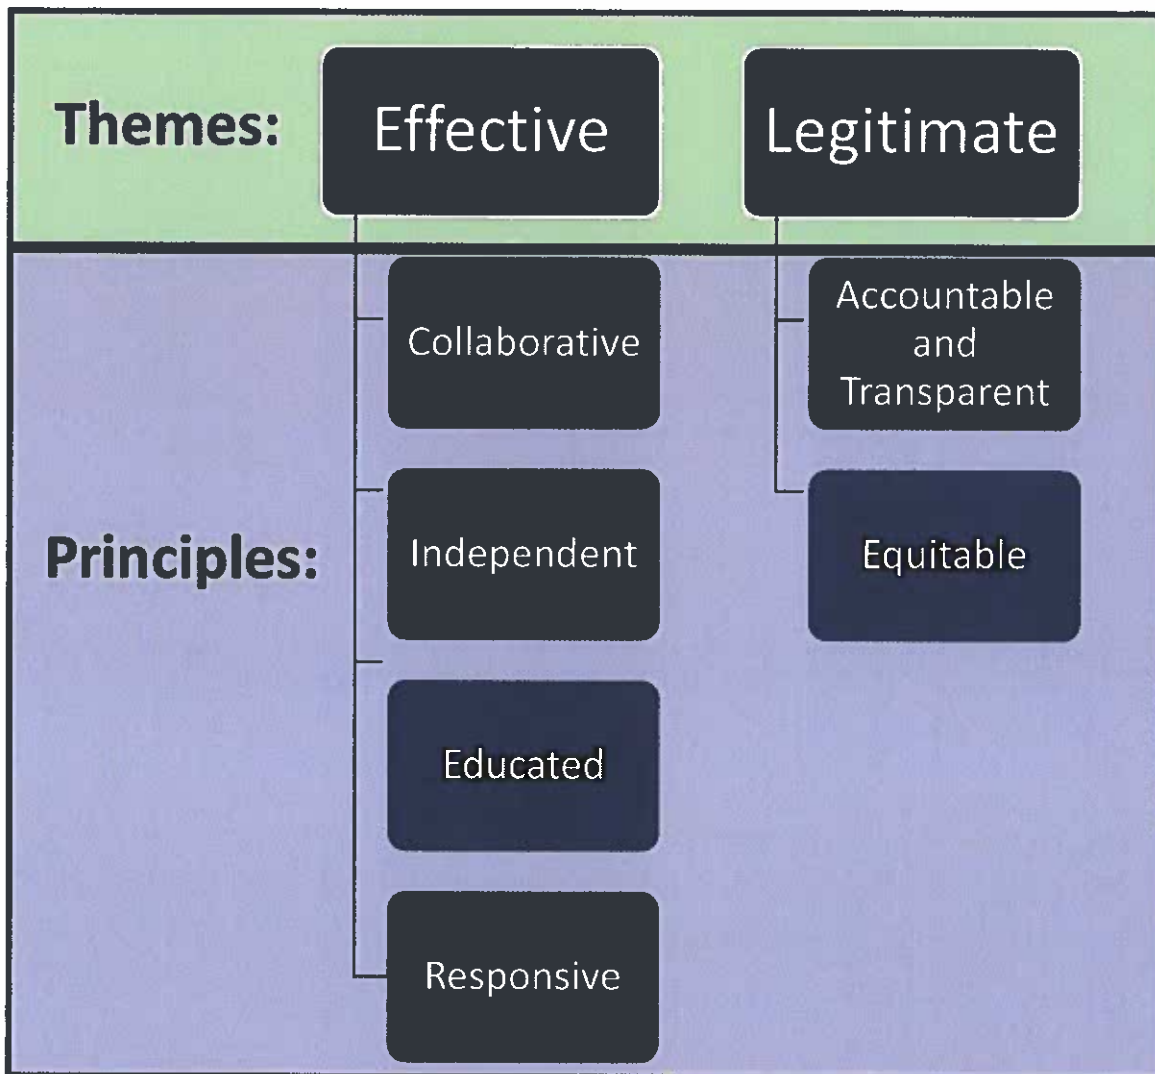 Themes:
Effective
Legitimate
Principles:
Collaborative
Independent
Educated
Responsive
Accountable
and
Transparent
Equitable